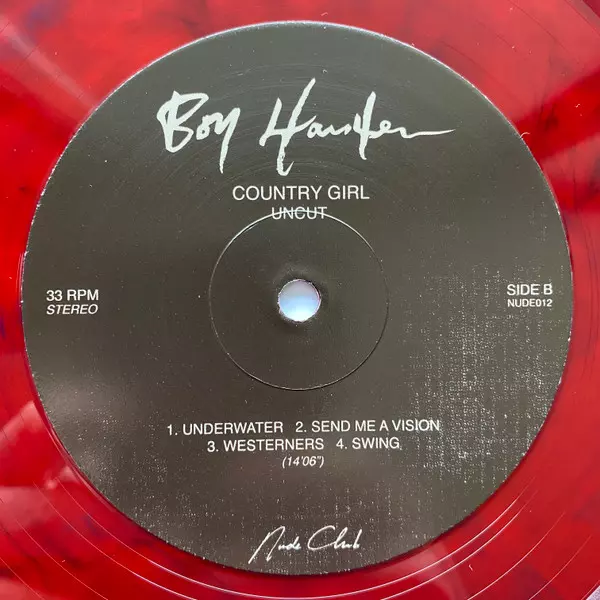 Boy Harsher
COUNTRY GIRL
UNCUT
33 RPM
STEREO
SIDE B
NUDE012
1. UNDERWATER 2. SEND ME A VISION
3. WESTERNERS 4. SWING
(14'06")
Nude Club